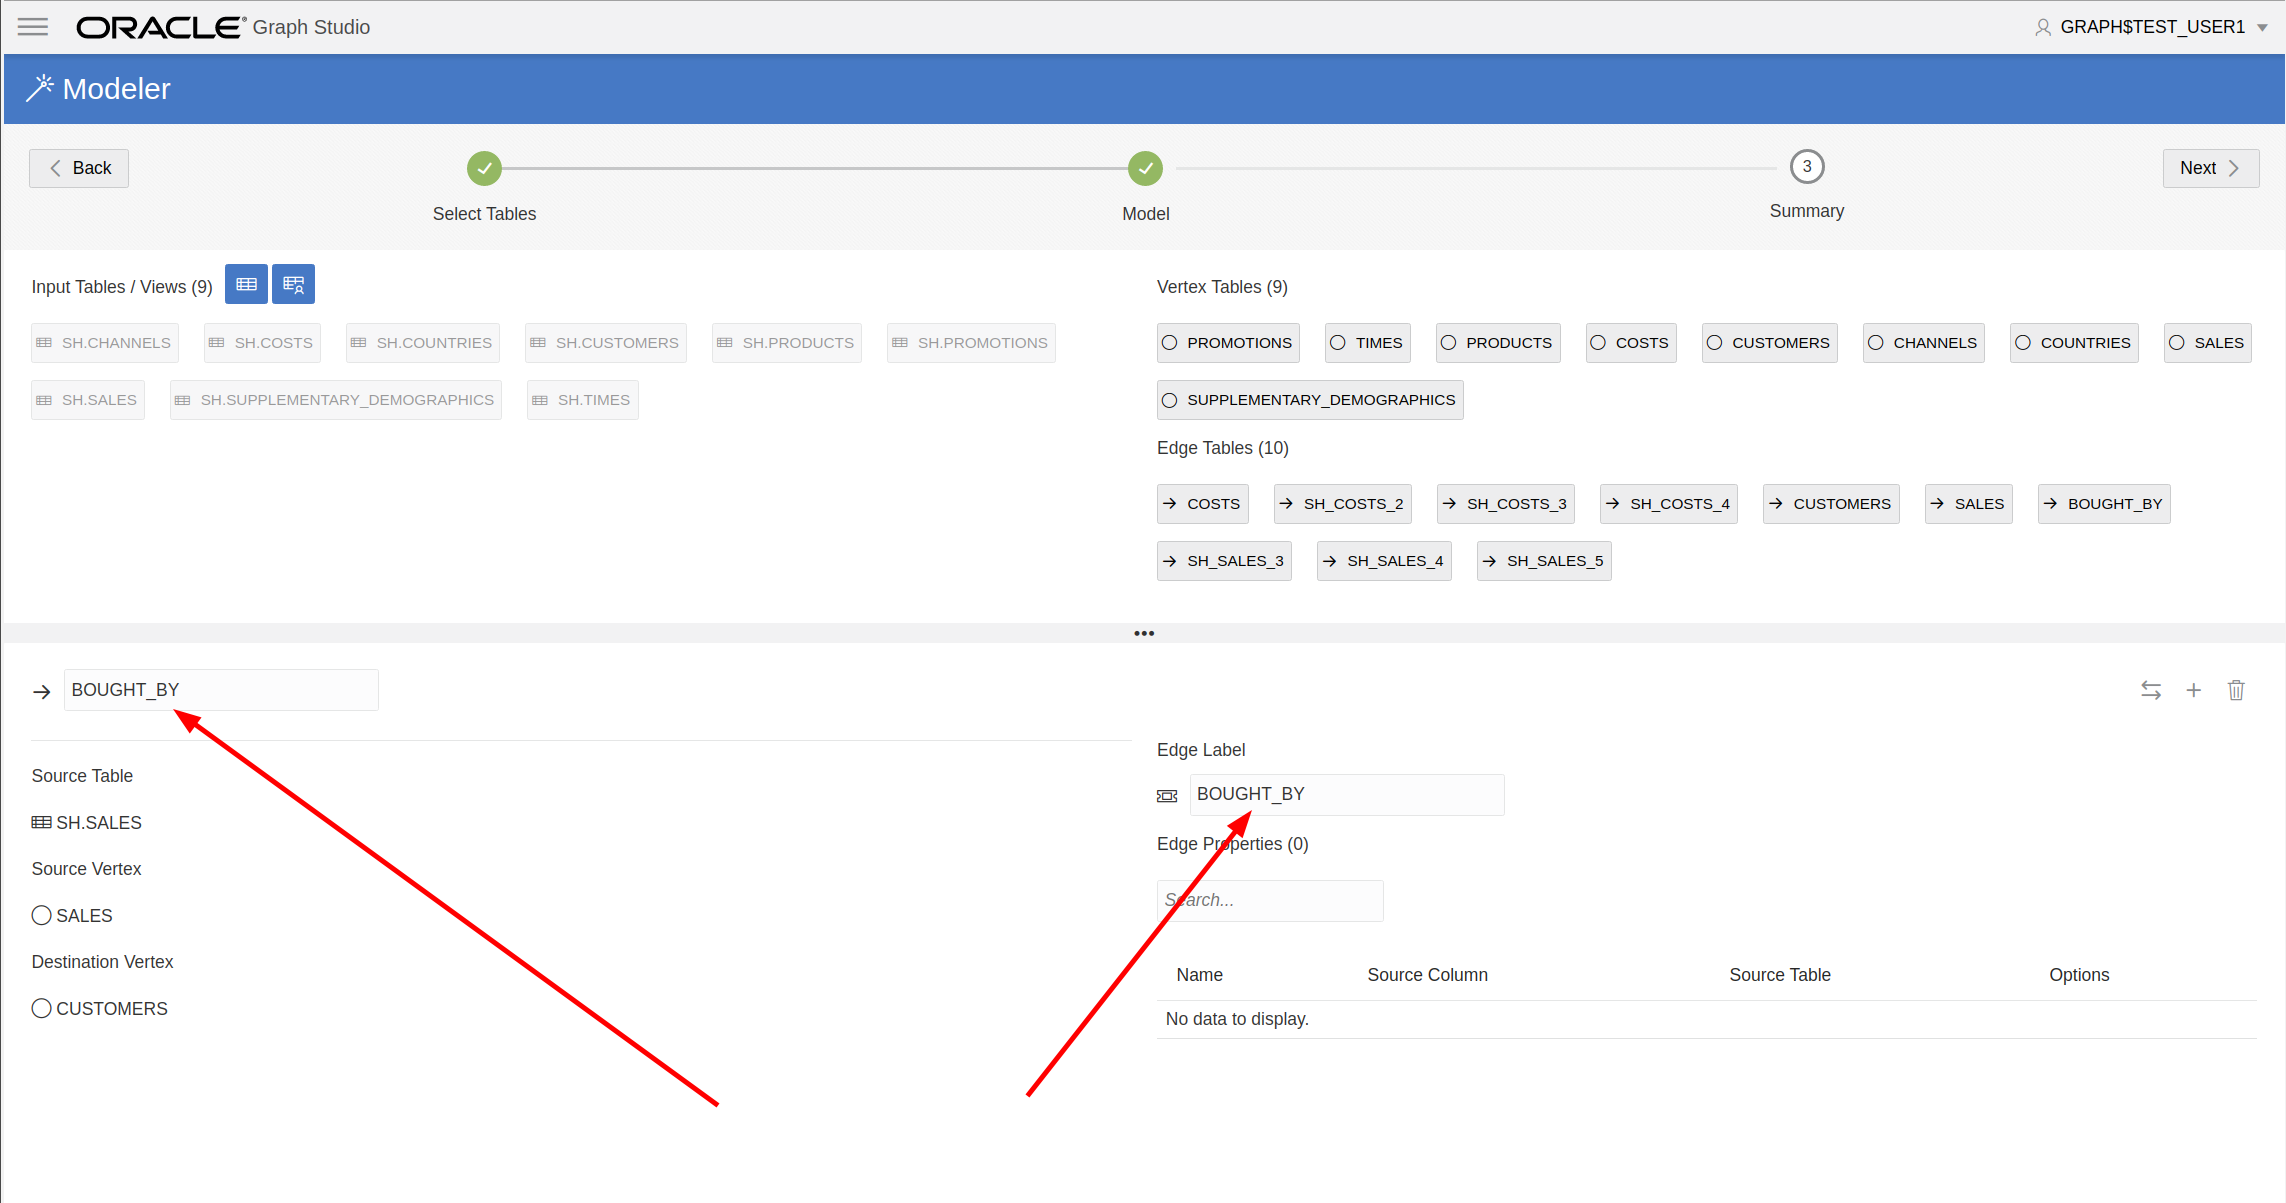 ORACLE® Graph Studio
GRAPH$TEST_USER1
Modeler
Back
Next
3
Select Tables
Model
Summary
Input Tables / Views (9)
SH.CHANNELS SH.COSTS SH.COUNTRIES SH.CUSTOMERS SH.PRODUCTS SH.PROMOTIONS
SH.SALES SH.SUPPLEMENTARY_DEMOGRAPHICS SH.TIMES
Vertex Tables (9)
PROMOTIONS TIMES PRODUCTS COSTS CUSTOMERS CHANNELS COUNTRIES SALES
SUPPLEMENTARY_DEMOGRAPHICS
Edge Tables (10)
COSTS SH_COSTS_2 SH_COSTS_3 SH_COSTS_4 CUSTOMERS SALES BOUGHT_BY
SH_SALES_3 SH_SALES_4 SH_SALES_5
BOUGHT_BY
Source Table
SH.SALES
Source Vertex
SALES
Destination Vertex
CUSTOMERS
Edge Label
BOUGHT_BY
Edge Properties (0)
Search...
Name Source Column Source Table Options
No data to display.